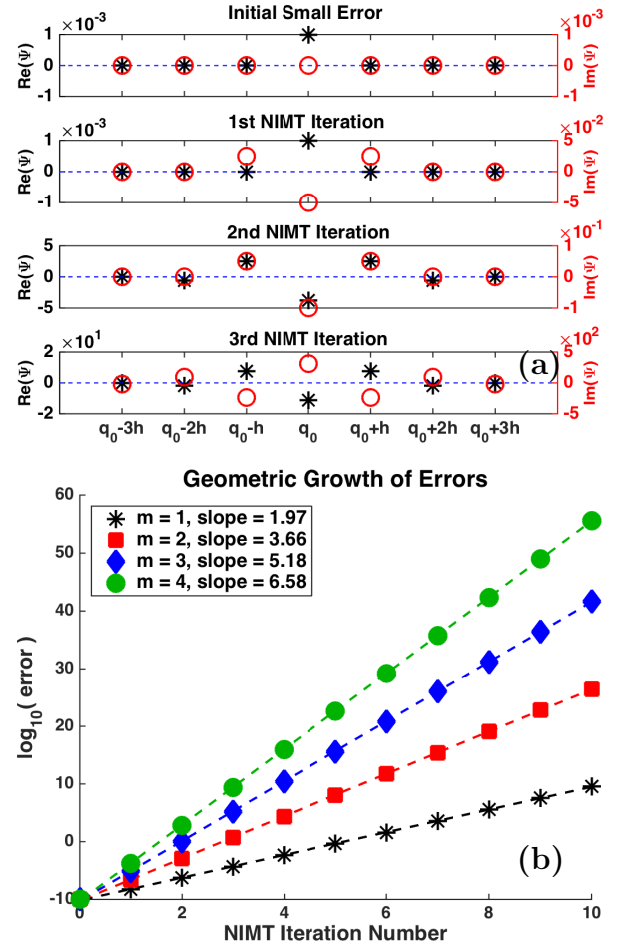 Initial Small Error
×10⁻³ ×10⁻³
Re(Ψ) 1 0 -1 1 0 -1 Im(Ψ)
1st NIMT Iteration
×10⁻³ ×10⁻²
Re(Ψ) 1 0 -1 5 0 -5 Im(Ψ)
2nd NIMT Iteration
×10⁻¹
Re(Ψ) 5 0 -5 1 0 -1 Im(Ψ)
3rd NIMT Iteration
×10¹ ×10²
Re(Ψ) 2 0 -2 5 0 -5 Im(Ψ)
(a)
q₀-3h q₀-2h q₀-h q₀ q₀+h q₀+2h q₀+3h
Geometric Growth of Errors
m = 1, slope = 1.97
m = 2, slope = 3.66
m = 3, slope = 5.18
m = 4, slope = 6.58
log₁₀( error )
60
50
40
30
20
10
0
-10
(b)
0 2 4 6 8 10
NIMT Iteration Number